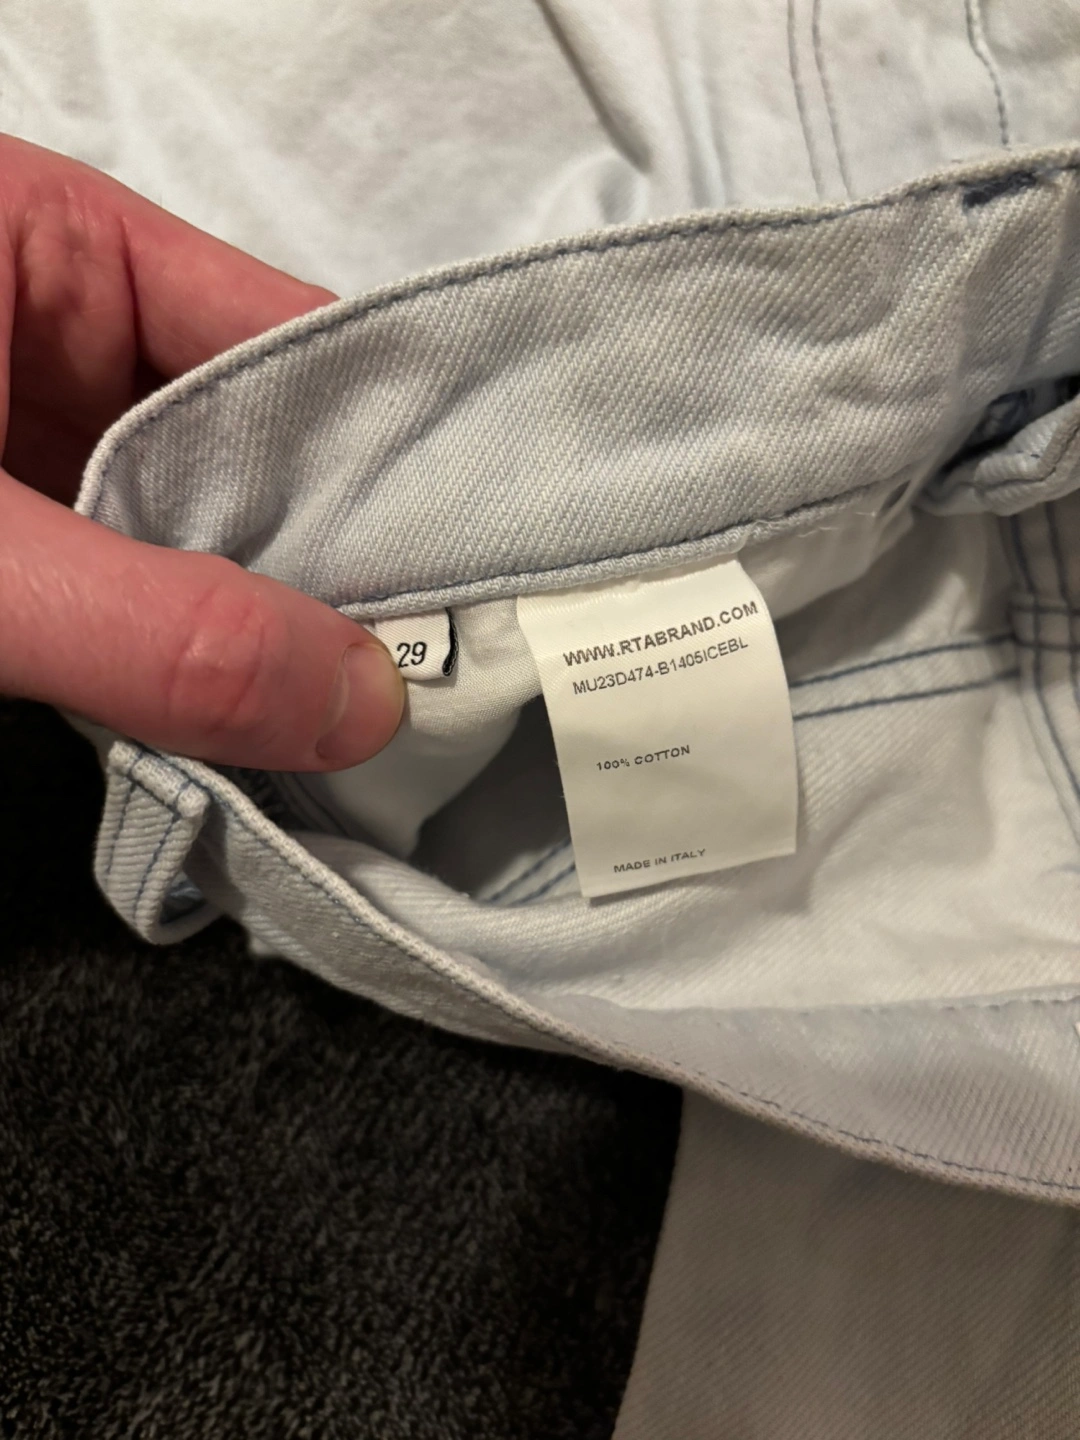 29
WWW.RTABRAND.COM
MU23D474-B1405ICEBL
100% COTTON
MADE IN ITALY